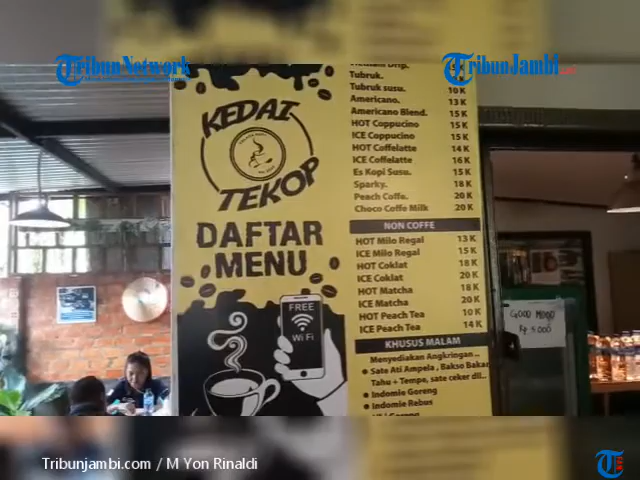 Tribun Network
TribunJambi.com
KEDAI
TEKOP
DAFTAR
MENU
FREE
Wi Fi
Tubruk.
Tubruk susu. 10 K
Americano. 13 K
Americano Blend. 15 K
HOT Coppucino 15 K
ICE Coppucino 15 K
HOT Coffelatte 14 K
ICE Coffelatte 16 K
Es Kopi Susu. 15 K
Sparky. 18 K
Peach Coffe. 20 K
Choco Coffe Milk 20 K
NON COFFE
HOT Milo Regal 13 K
ICE Milo Regal 15 K
HOT Coklat 18 K
ICE Coklat 20 K
HOT Matcha 18 K
ICE Matcha 20 K
HOT Peach Tea 10 K
ICE Peach Tea 14 K
KHUSUS MALAM
Menyediakan Angkringan ..
Sate Ati Ampela , Bakso Bakar
Tahu + Tempe, sate ceker dll..
Indomie Goreng
Indomie Rebus
GOOD MOOD
Rp 5.000
Tribunjambi.com / M Yon Rinaldi